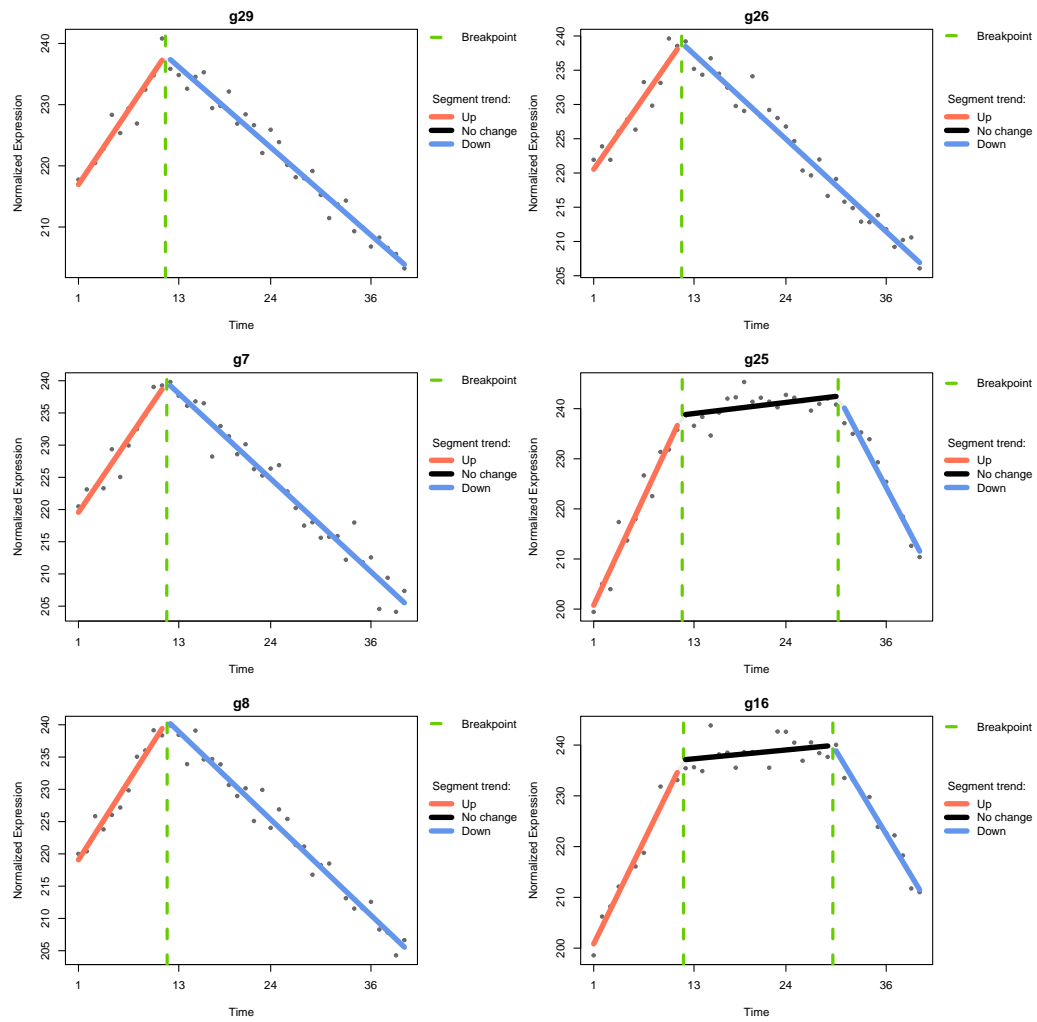 g29
Normalized Expression
240
230
220
210
1
13
24
36
Time
Breakpoint
Segment trend:
Up
No change
Down
g26
Normalized Expression
240
235
230
225
220
215
210
205
1
13
24
36
Time
Breakpoint
Segment trend:
Up
No change
Down
g7
Normalized Expression
240
235
230
225
220
215
210
205
1
13
24
36
Time
Breakpoint
Segment trend:
Up
No change
Down
g25
Normalized Expression
240
230
220
210
200
1
13
24
36
Time
Breakpoint
Segment trend:
Up
No change
Down
g8
Normalized Expression
240
235
230
225
220
215
210
205
1
13
24
36
Time
Breakpoint
Segment trend:
Up
No change
Down
g16
Normalized Expression
240
230
220
210
200
1
13
24
36
Time
Breakpoint
Segment trend:
Up
No change
Down